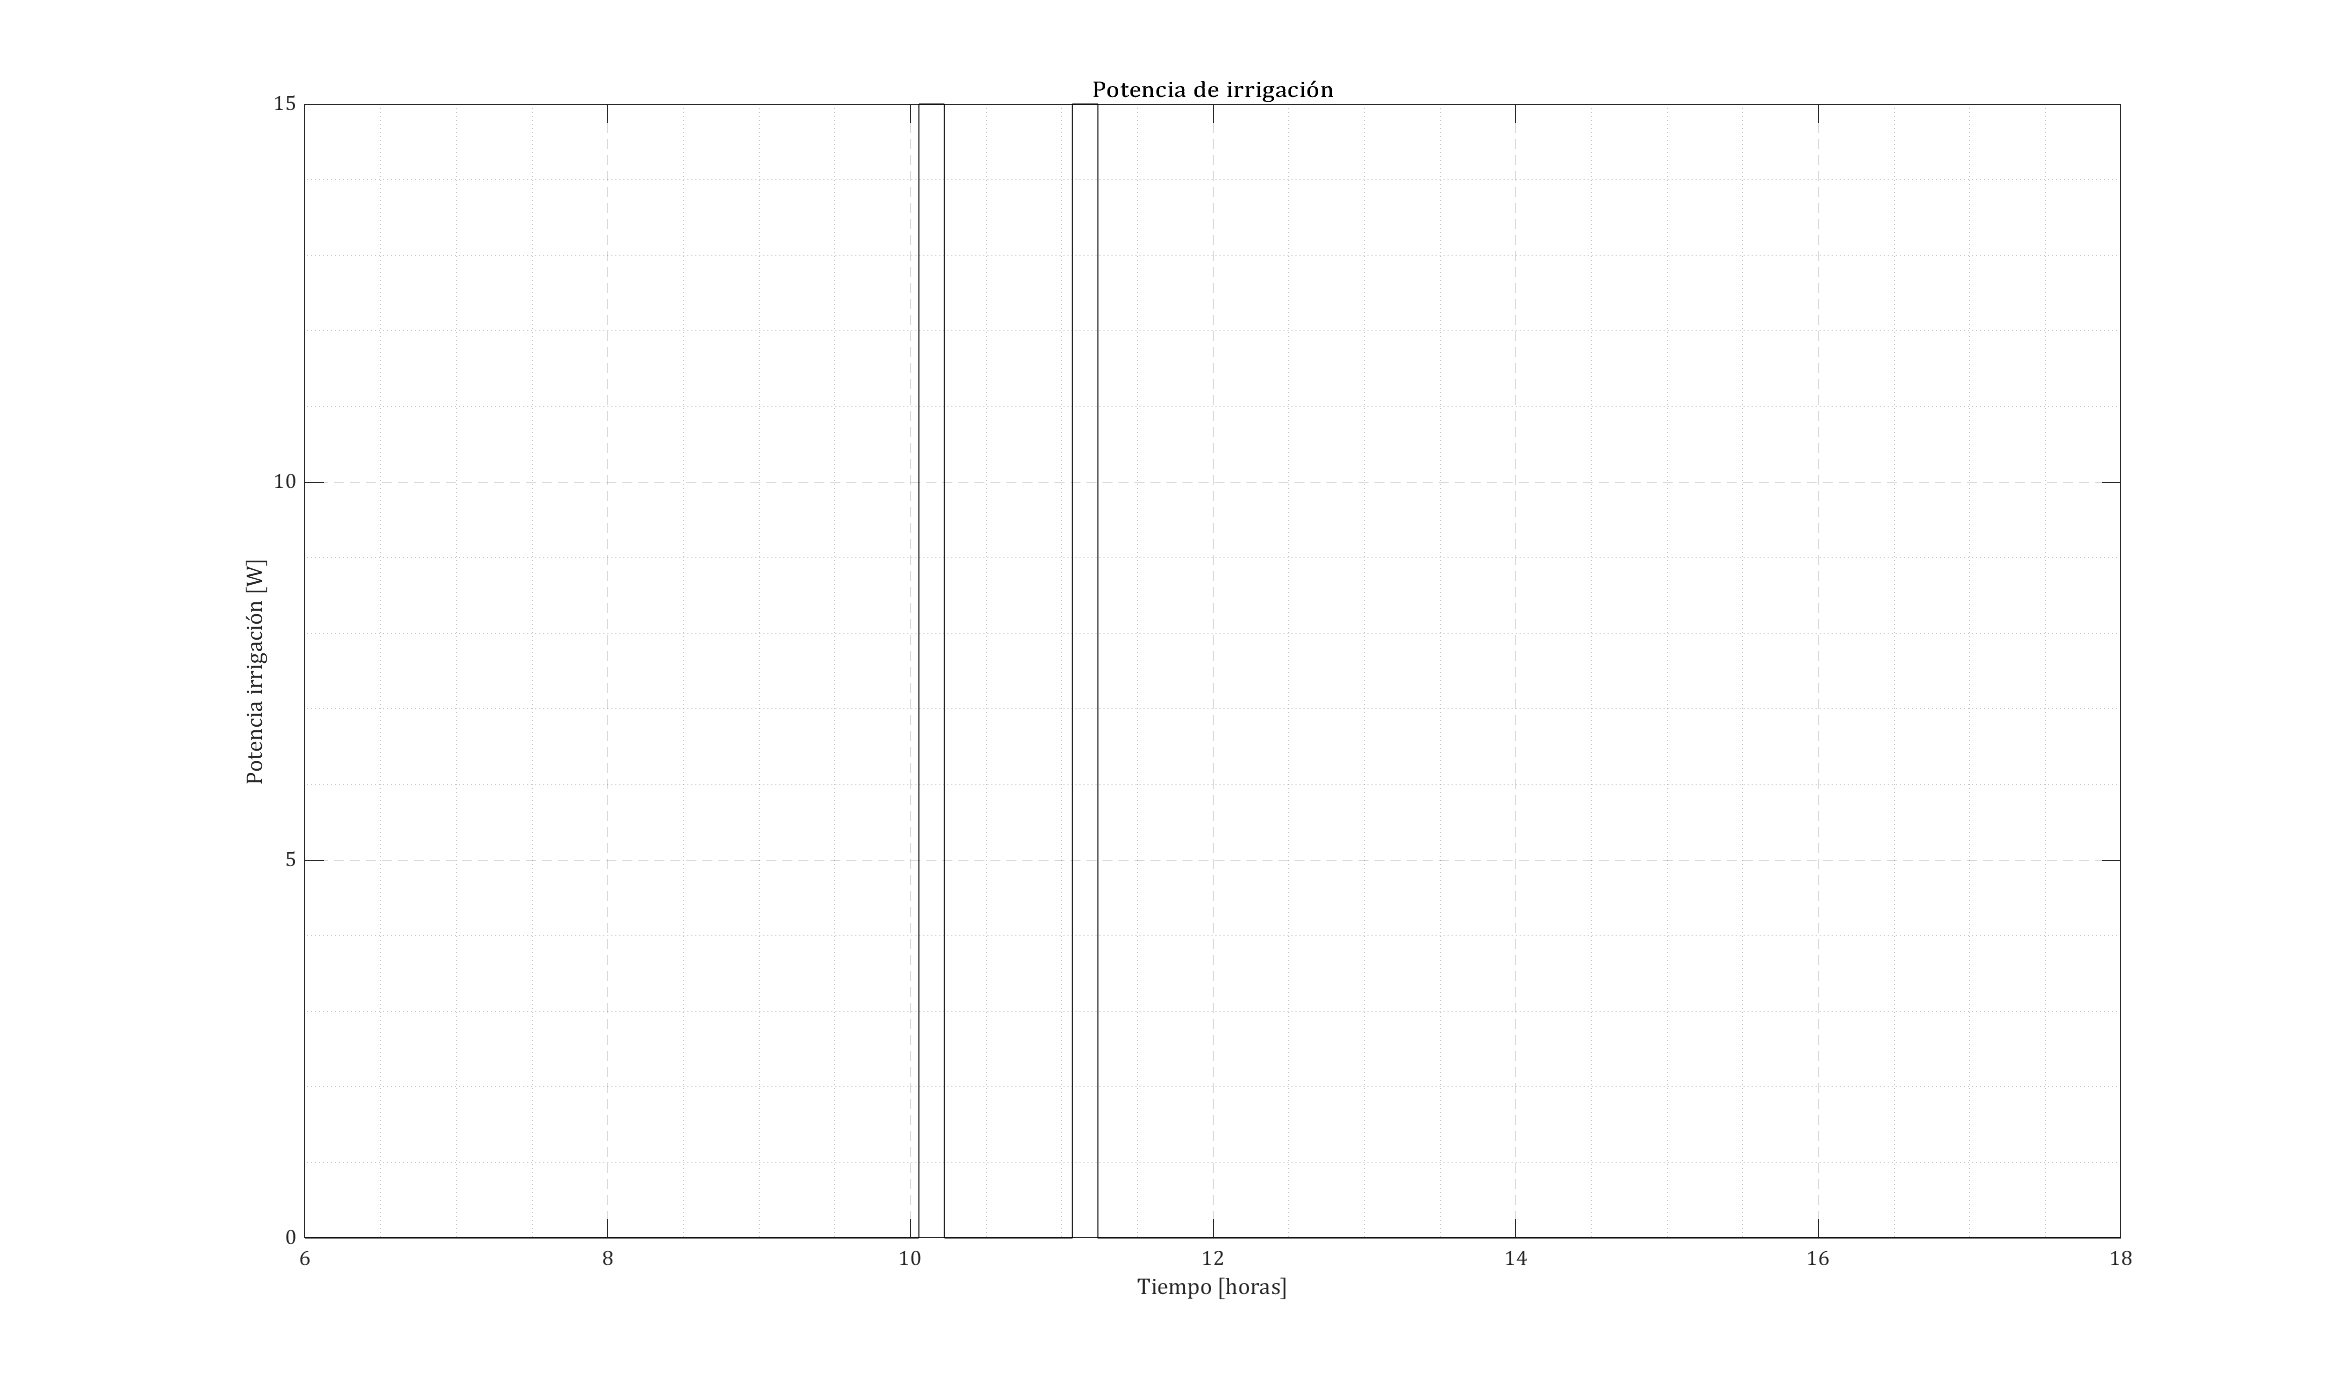 Potencia de irrigación
15
10
5
0
Potencia irrigación [W]
6 8 10 12 14 16 18
Tiempo [horas]